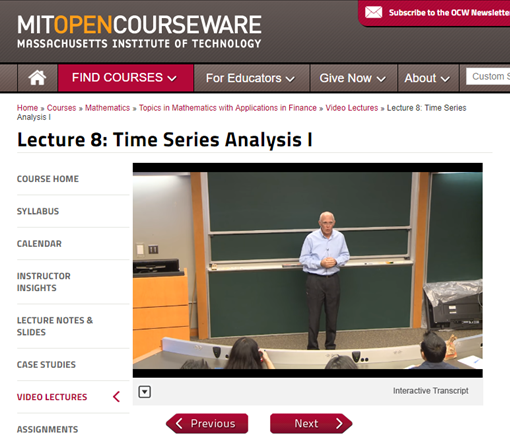 MITOPENCOURSEWARE
MASSACHUSETTS INSTITUTE OF TECHNOLOGY
Subscribe to the OCW Newslette
FIND COURSES
For Educators
Give Now
About
Custom S
Home » Courses » Mathematics » Topics in Mathematics with Applications in Finance » Video Lectures » Lecture 8: Time Series
Analysis I
Lecture 8: Time Series Analysis I
COURSE HOME
SYLLABUS
CALENDAR
INSTRUCTOR
INSIGHTS
LECTURE NOTES &
SLIDES
CASE STUDIES
VIDEO LECTURES
ASSIGNMENTS
Interactive Transcript
Previous
Next